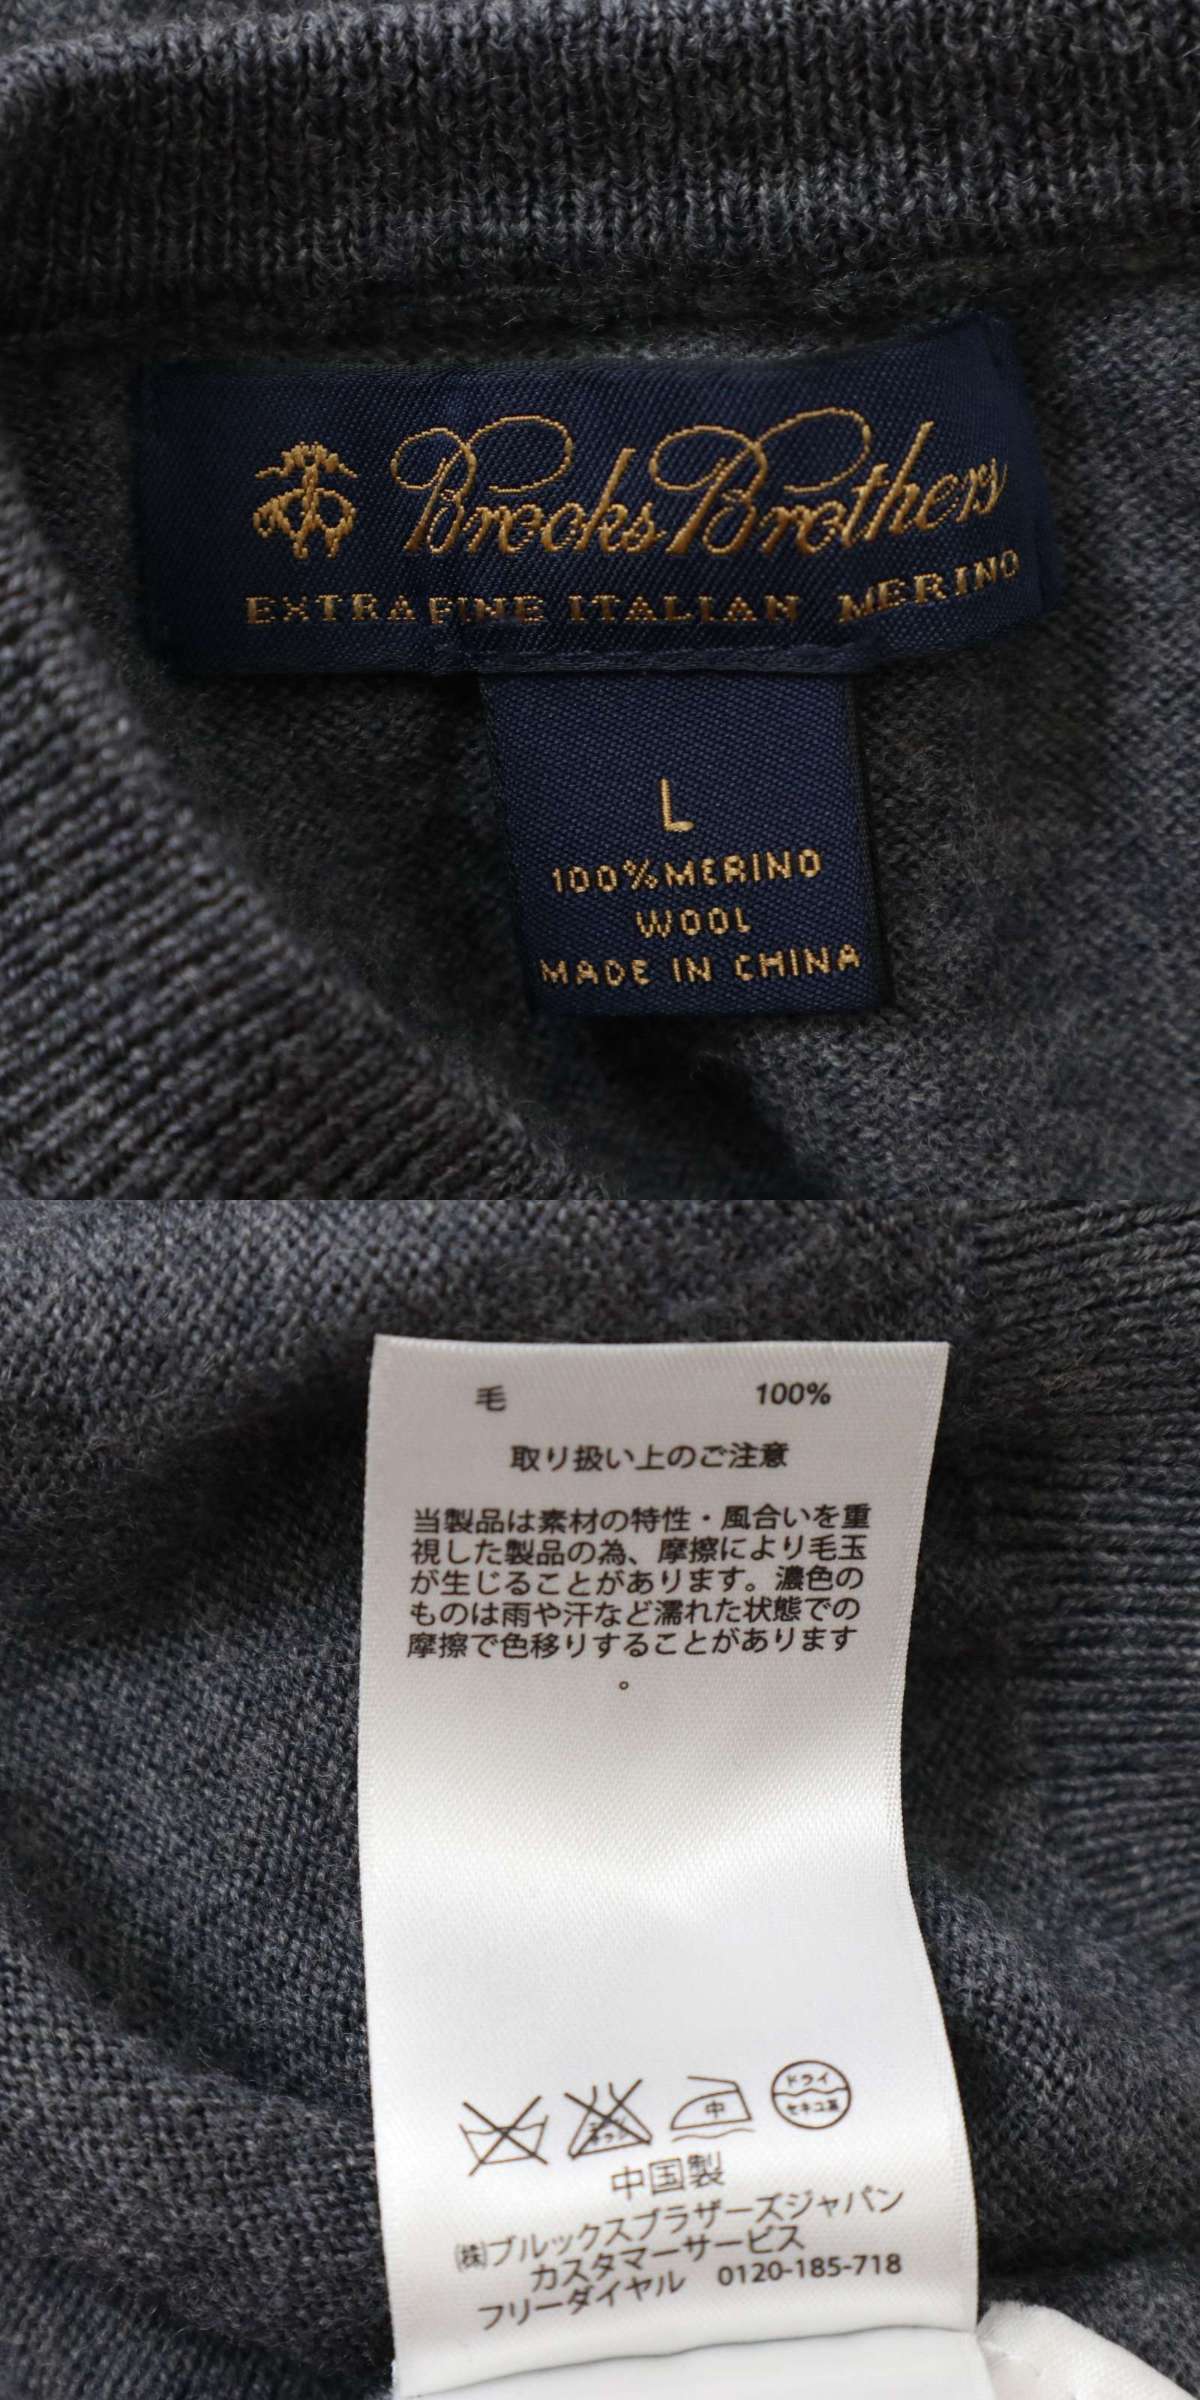 Brooks Brothers
EXTRA FINE ITALIAN MERINO
L
100% MERINO
WOOL
MADE IN CHINA
毛 100%
取り扱い上のご注意
当製品は素材の特性・風合いを重
視した製品の為、摩擦により毛玉
が生じることがあります。濃色の
ものは雨や汗など濡れた状態での
摩擦で色移りすることがあります
。
中
ドライ
セキユ系
中国製
㈱ブルックスブラザーズジャパン
カスタマーサービス
フリーダイヤル 0120-185-718